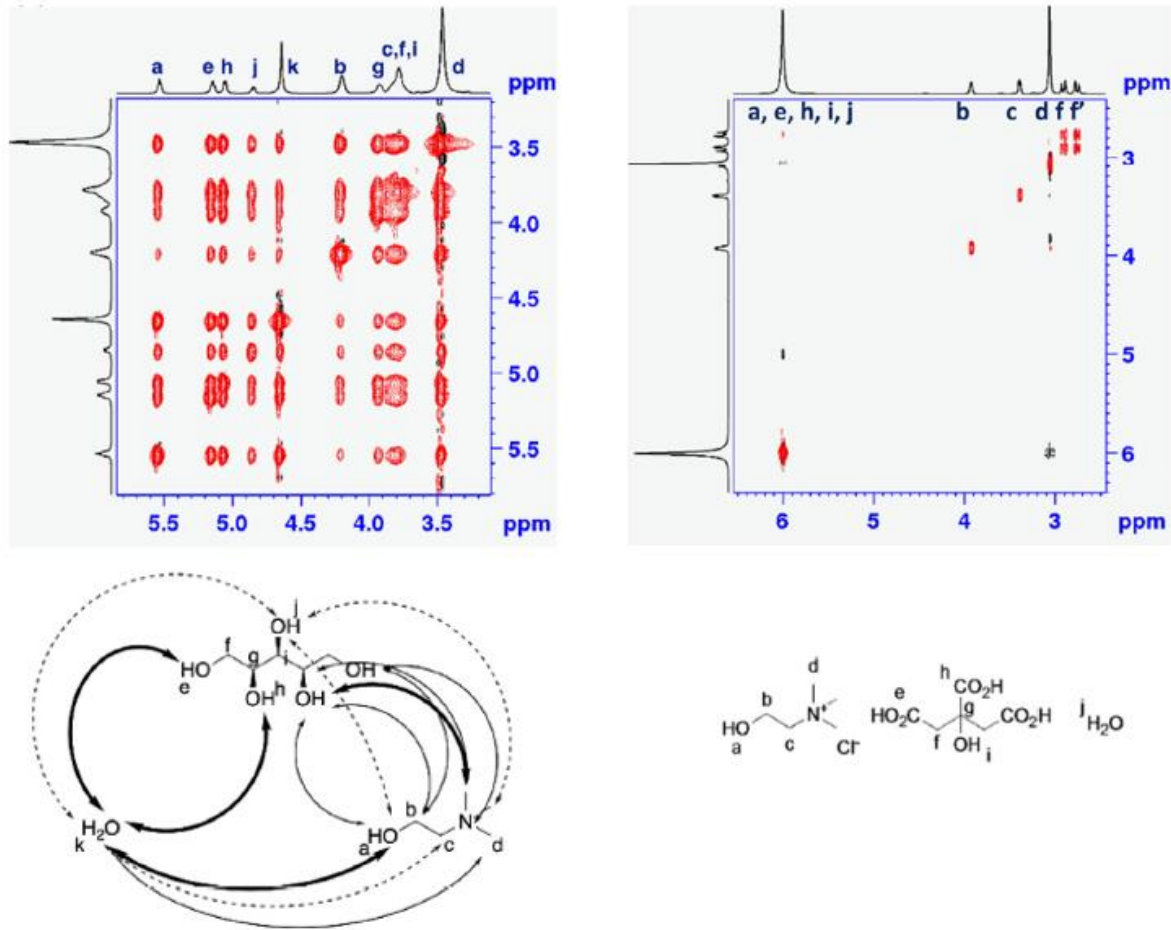 c,f,i
a e h j k b g d
ppm
3.5
4.0
4.5
5.0
5.5
5.5 5.0 4.5 4.0 3.5 ppm
ppm
a, e, h, i, j b c d f f'
3
4
5
6
6 5 4 3 ppm
j
OH
f g i
HO OH
e OH h OH
b
H₂O HO N
k a c d
d
h CO₂H
b e g
HO N⁺ HO₂C CO₂H j H₂O
a c Cl⁻ f OH i